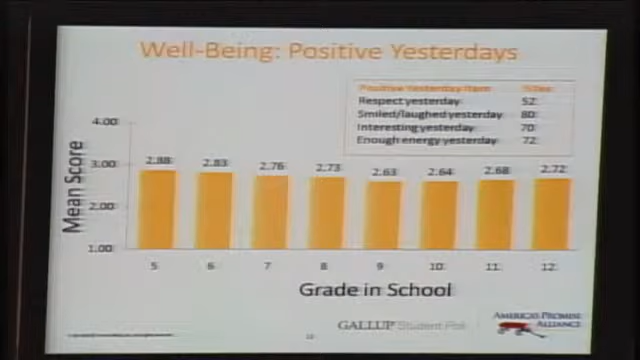 Well-Being: Positive Yesterdays
Positive Yesterday Item %Yes
Respect yesterday 52
Smiled/laughed yesterday 80
Interesting yesterday 70
Enough energy yesterday 72
Mean Score
4.00
3.00
2.00
1.00
2.88 2.83 2.76 2.73 2.63 2.64 2.68 2.72
5 6 7 8 9 10 11 12
Grade in School
GALLUP Student Poll
AMERICA'S PROMISE
ALLIANCE